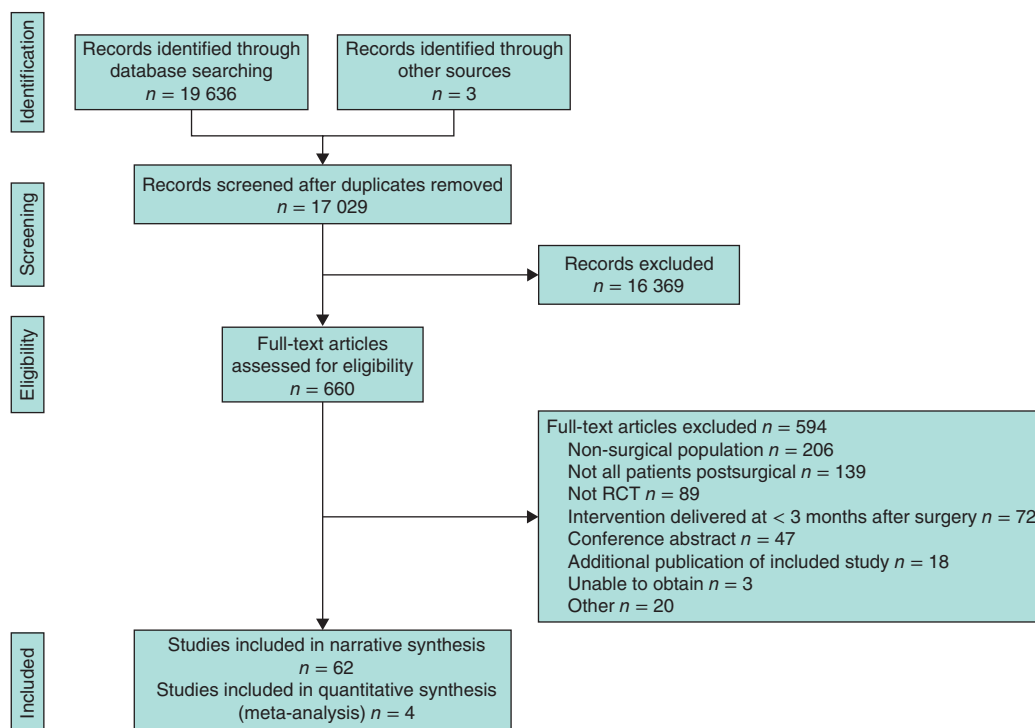 Identification
Records identified through
database searching
n = 19 636
Records identified through
other sources
n = 3
Screening
Records screened after duplicates removed
n = 17 029
Records excluded
n = 16 369
Eligibility
Full-text articles
assessed for eligibility
n = 660
Full-text articles excluded n = 594
Non-surgical population n = 206
Not all patients postsurgical n = 139
Not RCT n = 89
Intervention delivered at < 3 months after surgery n = 72
Conference abstract n = 47
Additional publication of included study n = 18
Unable to obtain n = 3
Other n = 20
Included
Studies included in narrative synthesis
n = 62
Studies included in quantitative synthesis
(meta-analysis) n = 4